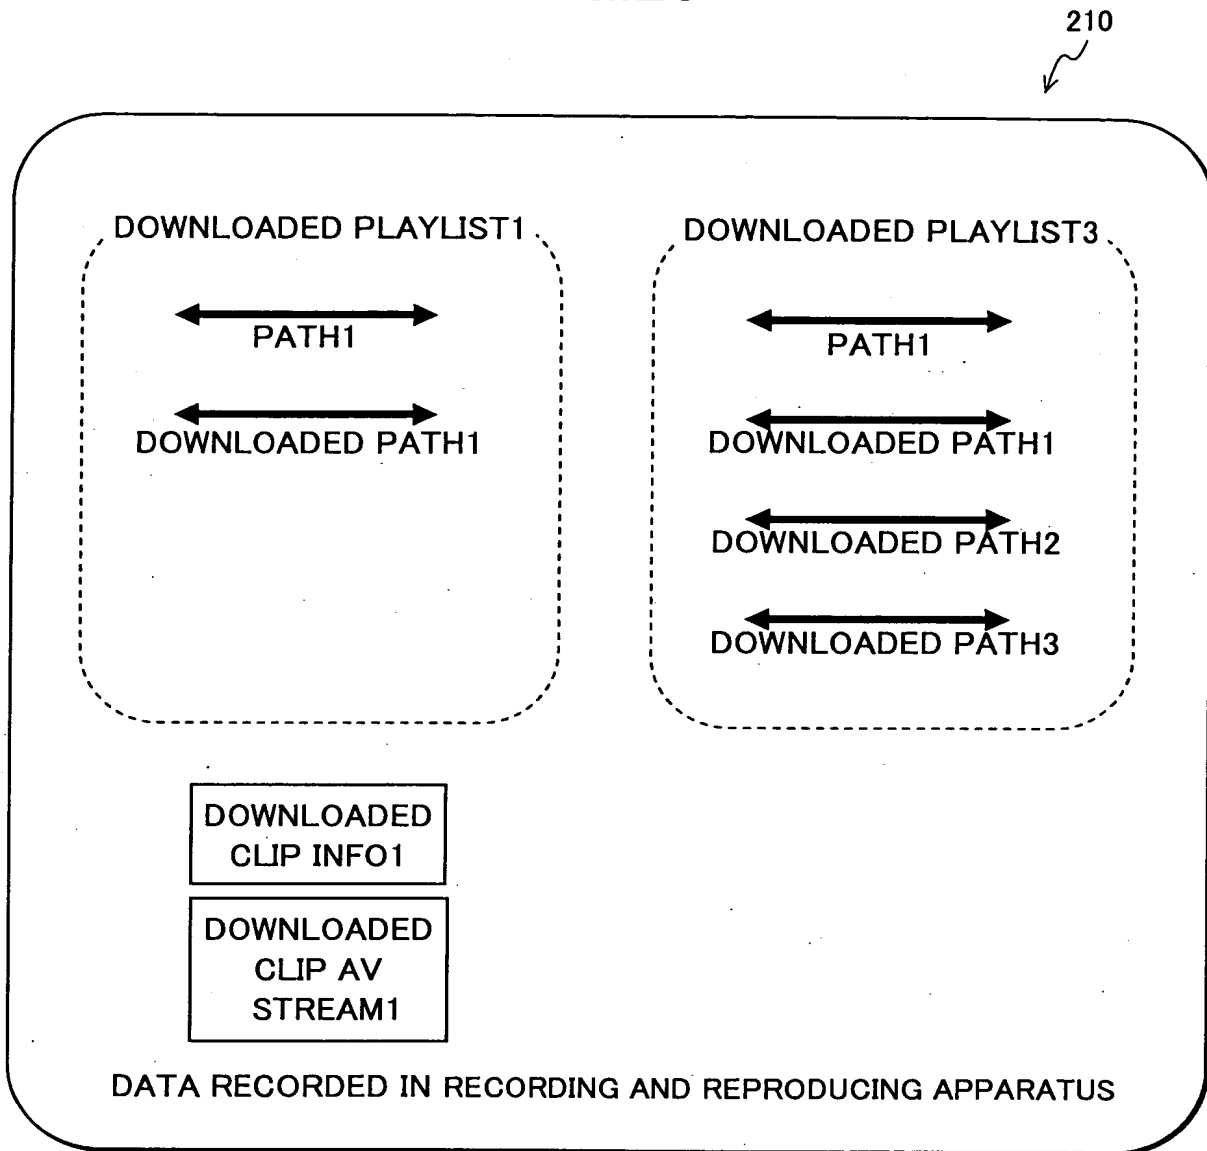 210
DOWNLOADED PLAYLIST1
PATH1
DOWNLOADED PATH1
DOWNLOADED PLAYLIST3
PATH1
DOWNLOADED PATH1
DOWNLOADED PATH2
DOWNLOADED PATH3
DOWNLOADED
CLIP INFO1
DOWNLOADED
CLIP AV
STREAM1
DATA RECORDED IN RECORDING AND REPRODUCING APPARATUS